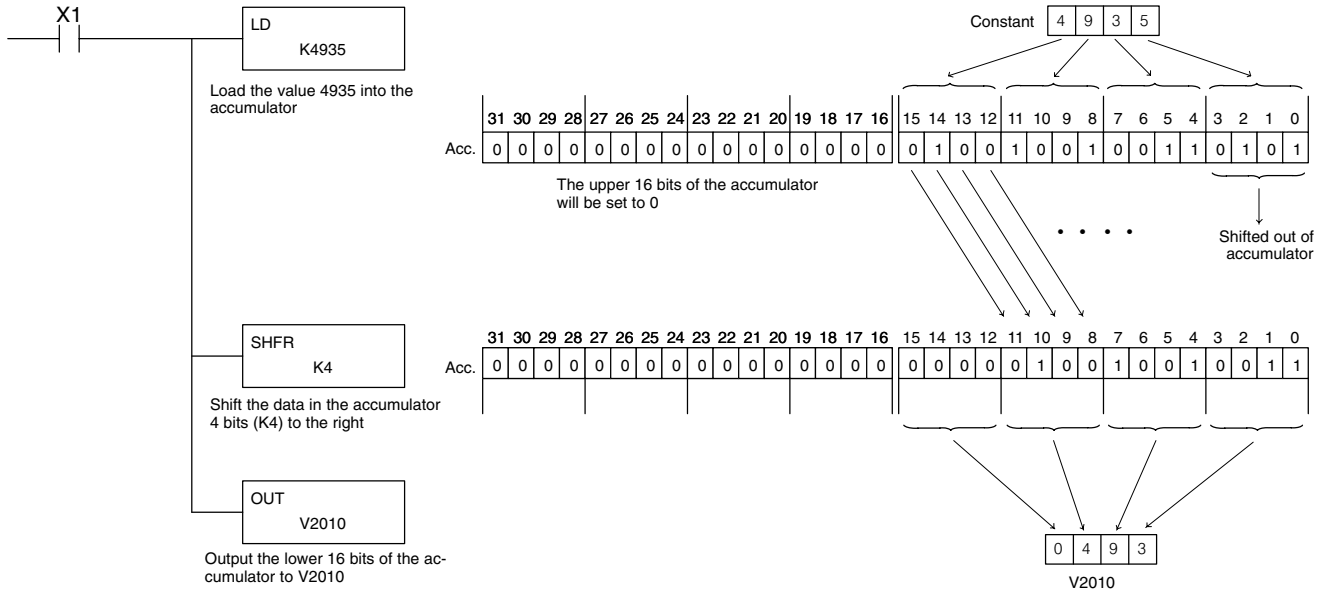 X1
LD
K4935
Load the value 4935 into the
accumulator
Constant 4 9 3 5
31 30 29 28 27 26 25 24 23 22 21 20 19 18 17 16 15 14 13 12 11 10 9 8 7 6 5 4 3 2 1 0
Acc. 0 0 0 0 0 0 0 0 0 0 0 0 0 0 0 0 0 1 0 0 1 0 0 1 0 0 1 1 0 1 0 1
The upper 16 bits of the accumulator
will be set to 0
. . . .
Shifted out of
accumulator
SHFR
K4
Shift the data in the accumulator
4 bits (K4) to the right
31 30 29 28 27 26 25 24 23 22 21 20 19 18 17 16 15 14 13 12 11 10 9 8 7 6 5 4 3 2 1 0
Acc. 0 0 0 0 0 0 0 0 0 0 0 0 0 0 0 0 0 0 0 0 0 1 0 0 1 0 0 1 0 0 1 1
OUT
V2010
Output the lower 16 bits of the ac-
cumulator to V2010
0 4 9 3
V2010